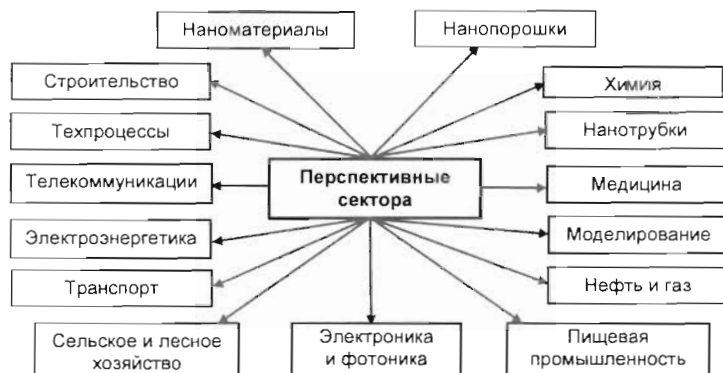 Наноматериалы
Нанопорошки
Строительство
Химия
Техпроцессы
Нанотрубки
Телекоммуникации
Перспективные
сектора
Медицина
Электроэнергетика
Моделирование
Транспорт
Нефть и газ
Сельское и лесное
хозяйство
Электроника
и фотоника
Пищевая
промышленность